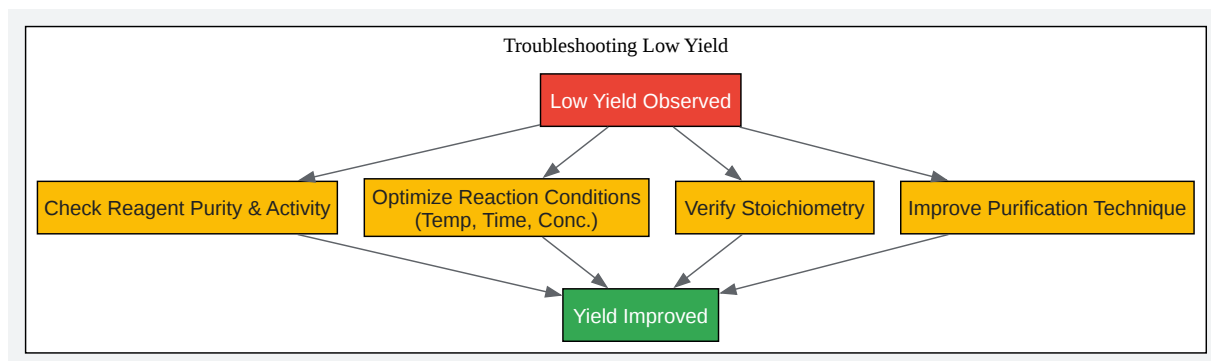 Troubleshooting Low Yield
Low Yield Observed
Check Reagent Purity & Activity
Optimize Reaction Conditions
(Temp, Time, Conc.)
Verify Stoichiometry
Improve Purification Technique
Yield Improved